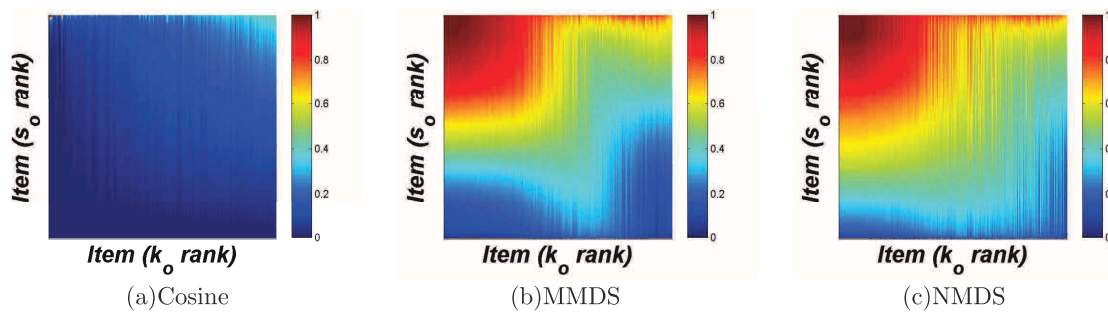 1
0.8
0.6
0.4
0.2
0
Item (s_o rank)
Item (k_o rank)
(a)Cosine
1
0.8
0.6
0.4
0.2
0
Item (s_o rank)
Item (k_o rank)
(b)MMDS
Item (s_o rank)
Item (k_o rank)
(c)NMDS